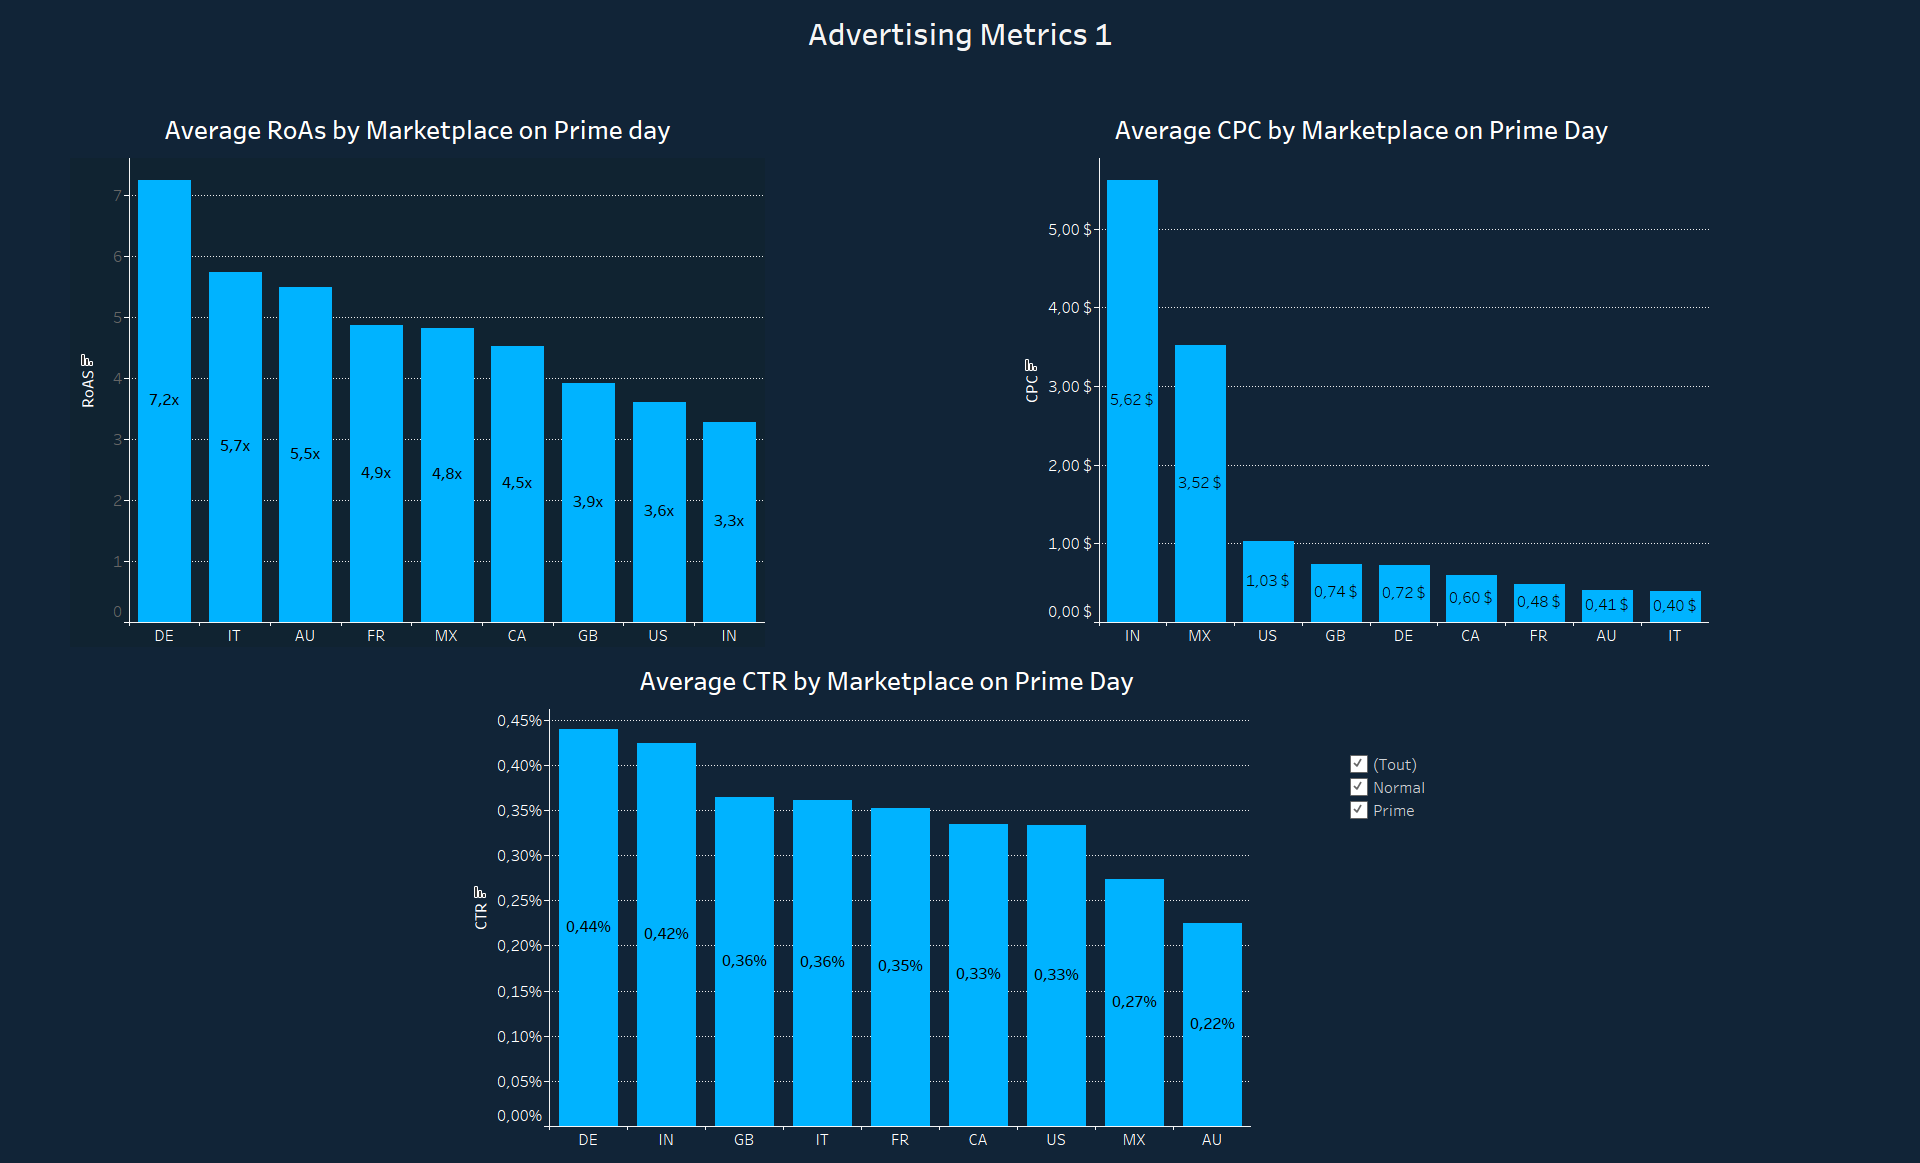 Advertising Metrics 1
Average RoAs by Marketplace on Prime day
7
6
5
4
3
2
1
0
RoAS
7,2x
5,7x
5,5x
4,9x
4,8x
4,5x
3,9x
3,6x
3,3x
DE IT AU FR MX CA GB US IN
Average CPC by Marketplace on Prime Day
5,00 $
4,00 $
3,00 $
2,00 $
1,00 $
0,00 $
CPC
5,62 $
3,52 $
1,03 $
0,74 $
0,72 $
0,60 $
0,48 $
0,41 $
0,40 $
IN MX US GB DE CA FR AU IT
Average CTR by Marketplace on Prime Day
0,45%
0,40%
0,35%
0,30%
0,25%
0,20%
0,15%
0,10%
0,05%
0,00%
CTR
0,44%
0,42%
0,36%
0,36%
0,35%
0,33%
0,33%
0,27%
0,22%
DE IN GB IT FR CA US MX AU
(Tout)
Normal
Prime